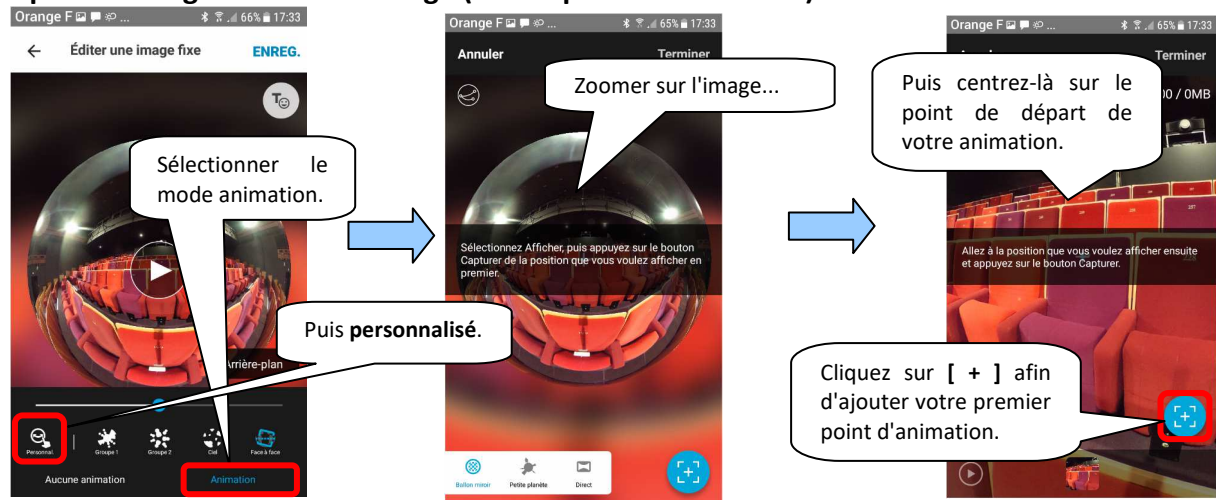 Orange F ... 66% 17:33
Éditer une image fixe ENREG.
T
Sélectionner le
mode animation.
Arrière-plan
Puis personnalisé.
Personnal. Groupe 1 Groupe 2 Ciel Face à face
Aucune animation Animation
Orange F ... 65% 17:33
Annuler Terminer
Zoomer sur l'image...
Sélectionnez Afficher, puis appuyez sur le bouton
Capturer de la position que vous voulez afficher en
premier.
Ballon miroir Petite planète Direct
Orange F ... 65% 17:33
Terminer
00 / 0MB
Puis centrez-là sur le
point de départ de
votre animation.
Allez à la position que vous voulez afficher ensuite
et appuyez sur le bouton Capturer.
Cliquez sur [ + ] afin
d'ajouter votre premier
point d'animation.